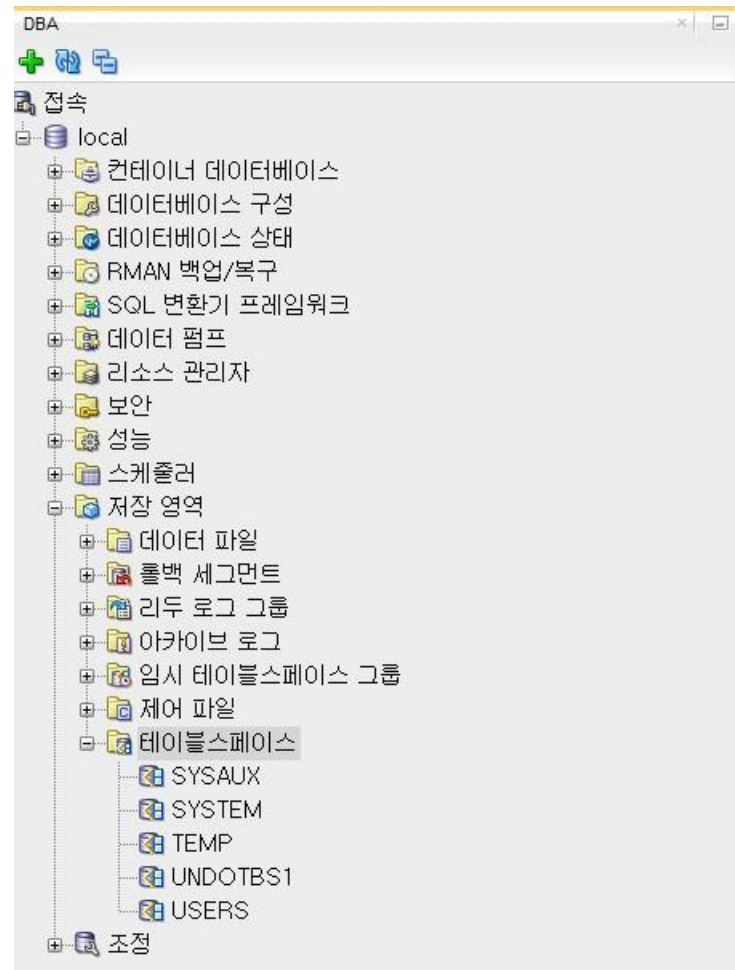 DBA
접속
local
컨테이너 데이터베이스
데이터베이스 구성
데이터베이스 상태
RMAN 백업/복구
SQL 변환기 프레임워크
데이터 펌프
리소스 관리자
보안
성능
스케줄러
저장 영역
데이터 파일
롤백 세그먼트
리두 로그 그룹
아카이브 로그
임시 테이블스페이스 그룹
제어 파일
테이블스페이스
SYSAUX
SYSTEM
TEMP
UNDOTBS1
USERS
조정